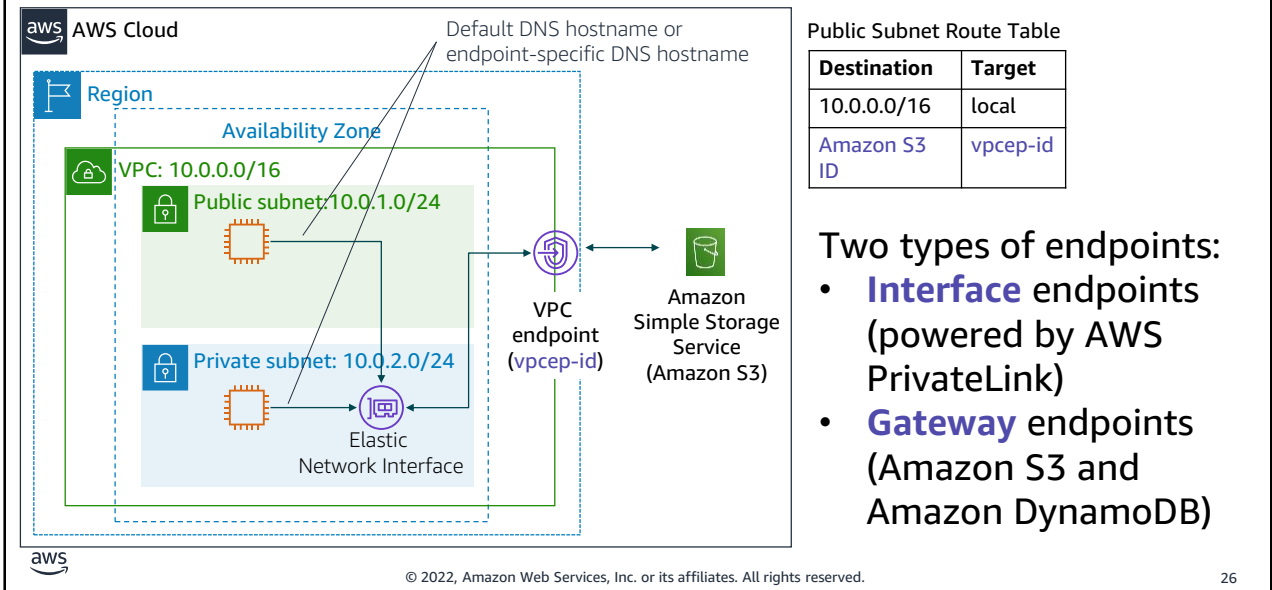 aws
AWS Cloud
Default DNS hostname or
endpoint-specific DNS hostname
Region
Availability Zone
VPC: 10.0.0.0/16
Public subnet:10.0.1.0/24
Private subnet: 10.0.2.0/24
Elastic
Network Interface
VPC
endpoint
(vpcep-id)
Amazon
Simple Storage
Service
(Amazon S3)
Public Subnet Route Table
Destination Target
10.0.0.0/16 local
Amazon S3 vpcep-id
ID
Two types of endpoints:
• Interface endpoints
(powered by AWS
PrivateLink)
• Gateway endpoints
(Amazon S3 and
Amazon DynamoDB)
aws
© 2022, Amazon Web Services, Inc. or its affiliates. All rights reserved.
26